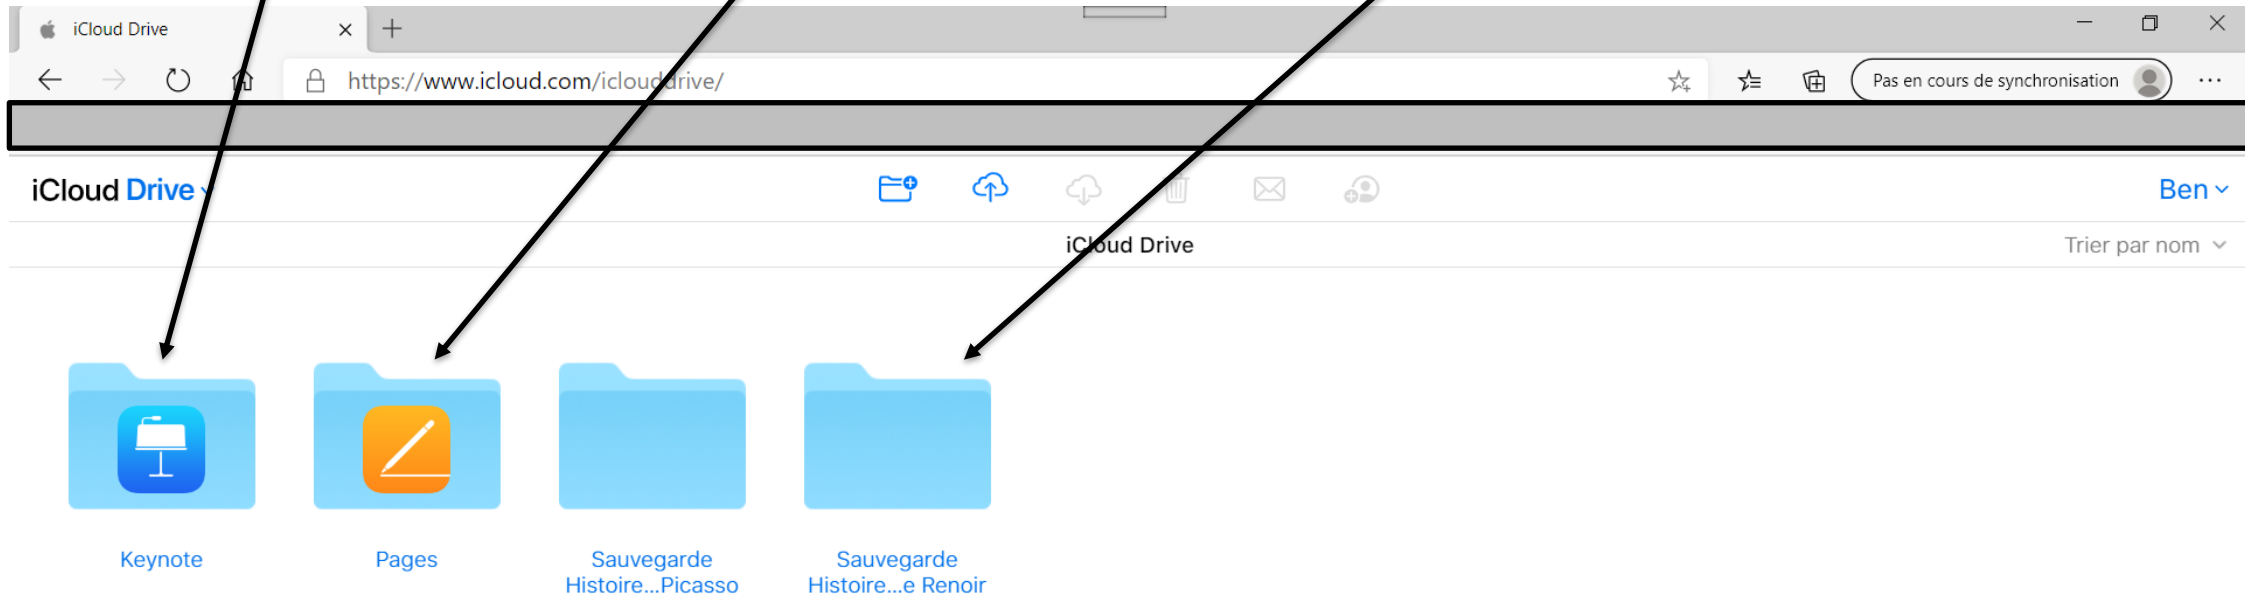 iCloud Drive
https://www.icloud.com/iclouddrive/
Pas en cours de synchronisation
iCloud Drive
Ben
iCloud Drive
Trier par nom
Keynote
Pages
Sauvegarde
Histoire...Picasso
Sauvegarde
Histoire...e Renoir